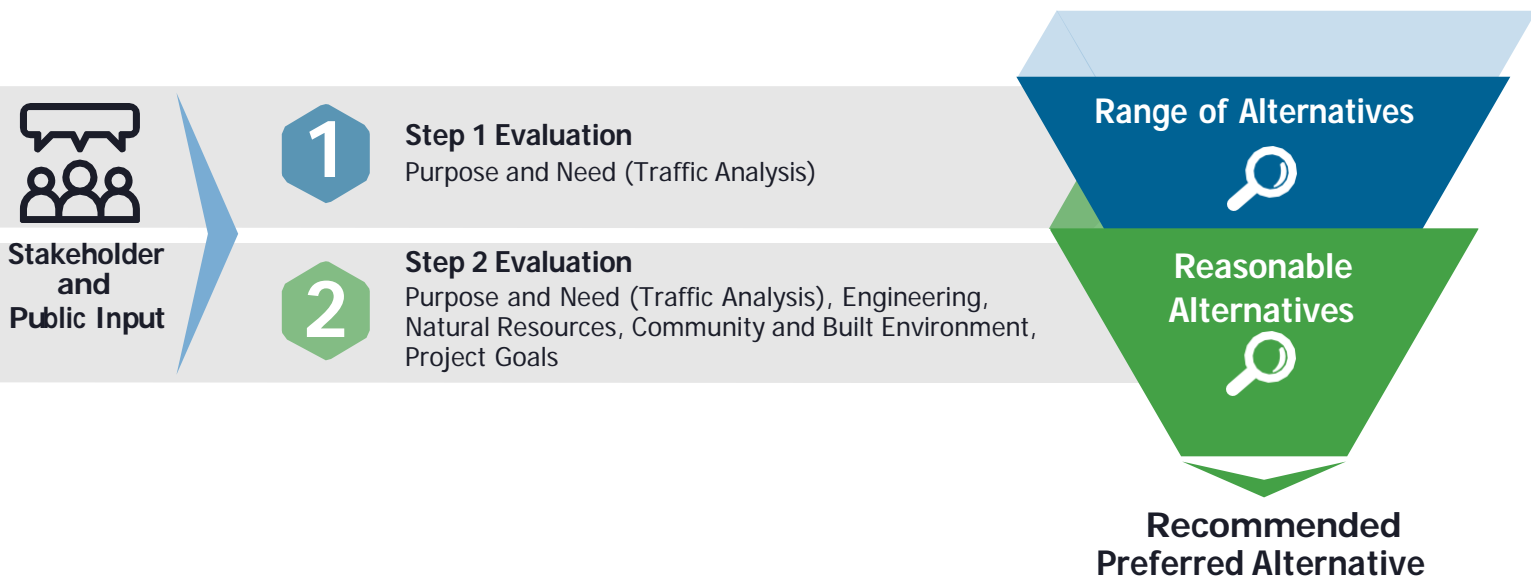 Stakeholder
and
Public Input
1
Step 1 Evaluation
Purpose and Need (Traffic Analysis)
2
Step 2 Evaluation
Purpose and Need (Traffic Analysis), Engineering,
Natural Resources, Community and Built Environment,
Project Goals
Range of Alternatives
Reasonable
Alternatives
Recommended
Preferred Alternative